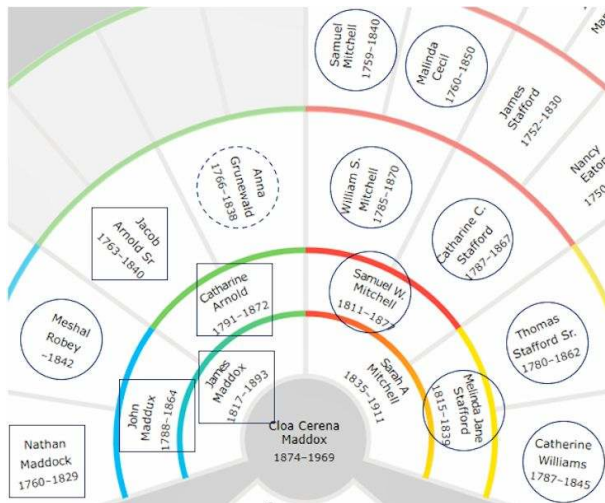 Samuel
Mitchell
1759–1840
Malinda
Cecil
1760–1850
James
Stafford
1752–1830
Nancy
Eaton
Anna
Grunewald
1766–1838
William S.
Mitchell
1785–1870
Jacob
Arnold Sr
1763–1840
Catharine C.
Stafford
1787–1867
Catharine
Arnold
1791–1872
Samuel W.
Mitchell
Meshal
Robey
–1842
Thomas
Stafford Sr.
1780–1862
James
Maddox
1817–1893
Sarah A
Mitchell
1835–1911
John
Maddux
1788–1864
Melinda Jane
Stafford
1815–1839
Cloa Cerena
Maddox
1874–1969
Nathan
Maddock
1760–1829
Catherine
Williams
1787–1845